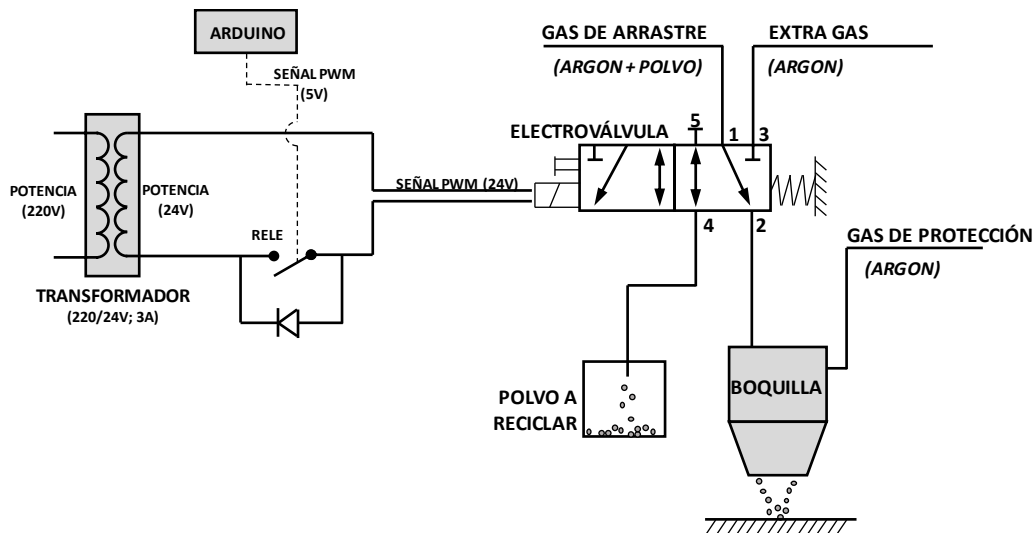 ARDUINO
SEÑAL PWM
(5V)
GAS DE ARRASTRE
(ARGON + POLVO)
EXTRA GAS
(ARGON)
ELECTROVÁLVULA
5
1
3
4
2
POTENCIA
(220V)
POTENCIA
(24V)
SEÑAL PWM (24V)
RELE
TRANSFORMADOR
(220/24V; 3A)
GAS DE PROTECCIÓN
(ARGON)
POLVO A
RECICLAR
BOQUILLA